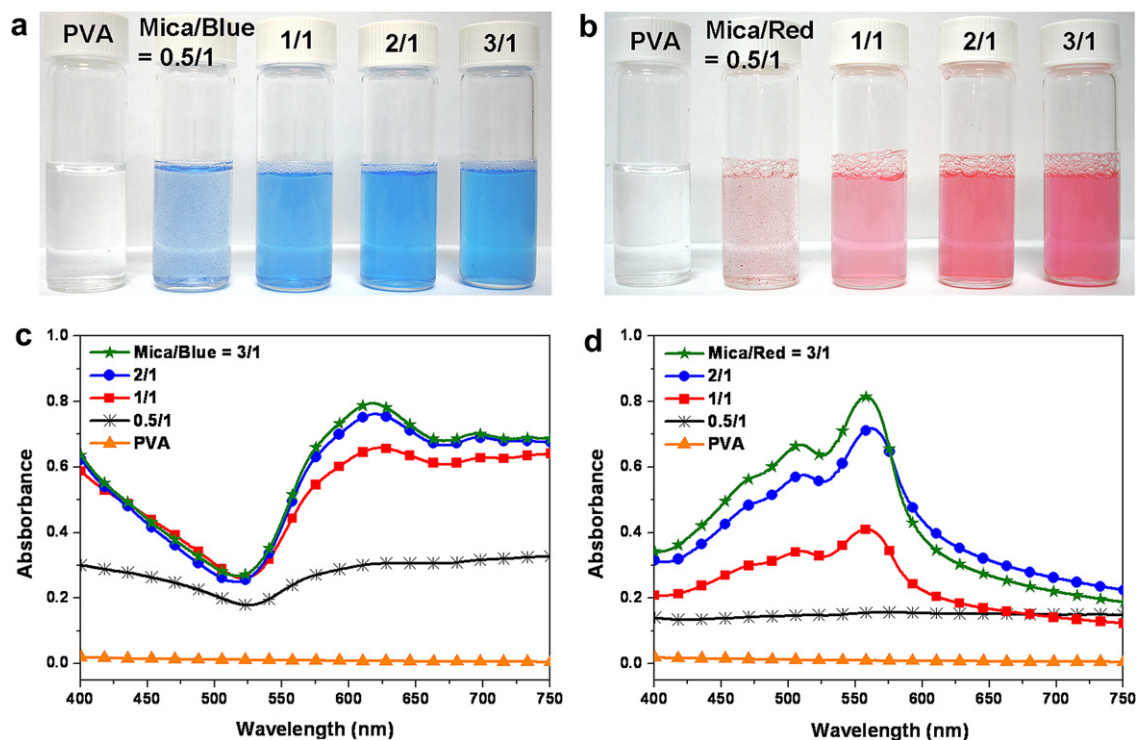 a
PVA
Mica/Blue
= 0.5/1
1/1
2/1
3/1
b
PVA
Mica/Red
= 0.5/1
1/1
2/1
3/1
c
1.0
0.8
0.6
0.4
0.2
0.0
Absborbance
Mica/Blue = 3/1
2/1
1/1
0.5/1
PVA
400 450 500 550 600 650 700 750
Wavelength (nm)
d
1.0
0.8
0.6
0.4
0.2
0.0
Absborbance
Mica/Red = 3/1
2/1
1/1
0.5/1
PVA
400 450 500 550 600 650 700 750
Wavelength (nm)